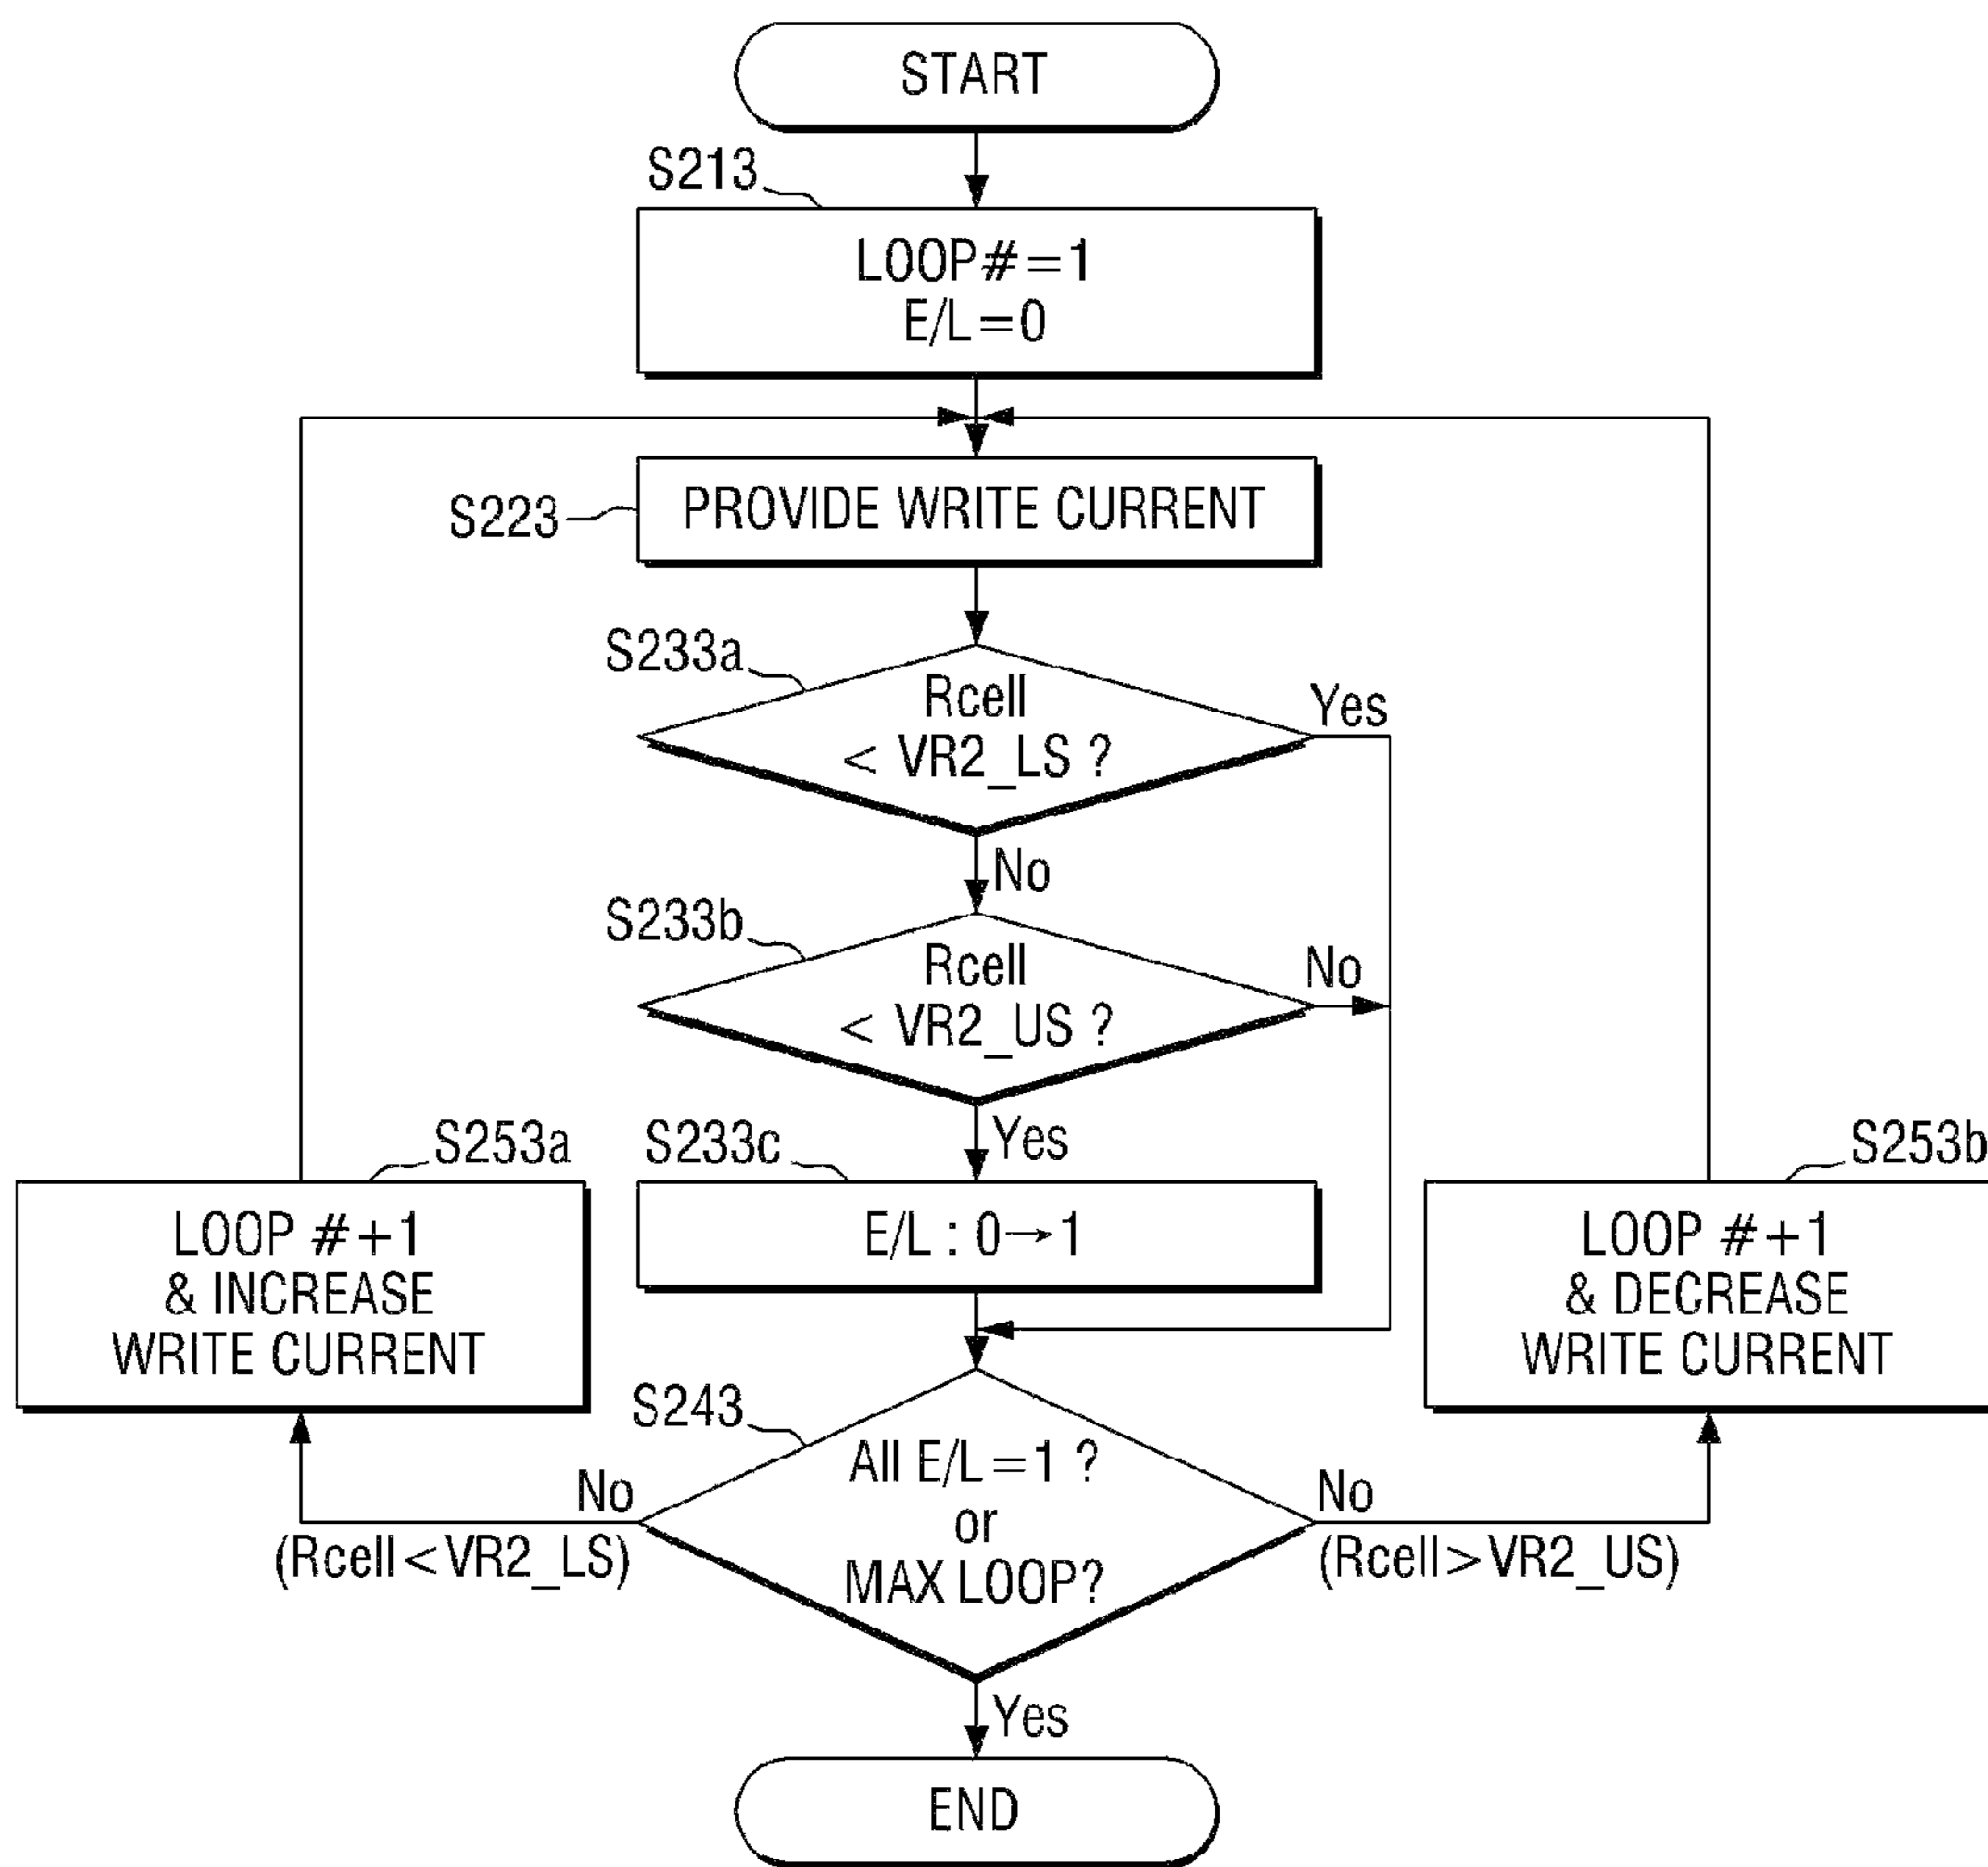 START
S213
LOOP#=1
E/L=0
S223
PROVIDE WRITE CURRENT
S233a
Rcell
< VR2_LS ?
Yes
No
S233b
Rcell
< VR2_US ?
No
Yes
S253a
LOOP #+1
& INCREASE
WRITE CURRENT
S233c
E/L : 0→1
S253b
LOOP #+1
& DECREASE
WRITE CURRENT
S243
All E/L=1 ?
or
MAX LOOP?
No
(Rcell<VR2_LS)
No
(Rcell>VR2_US)
Yes
END